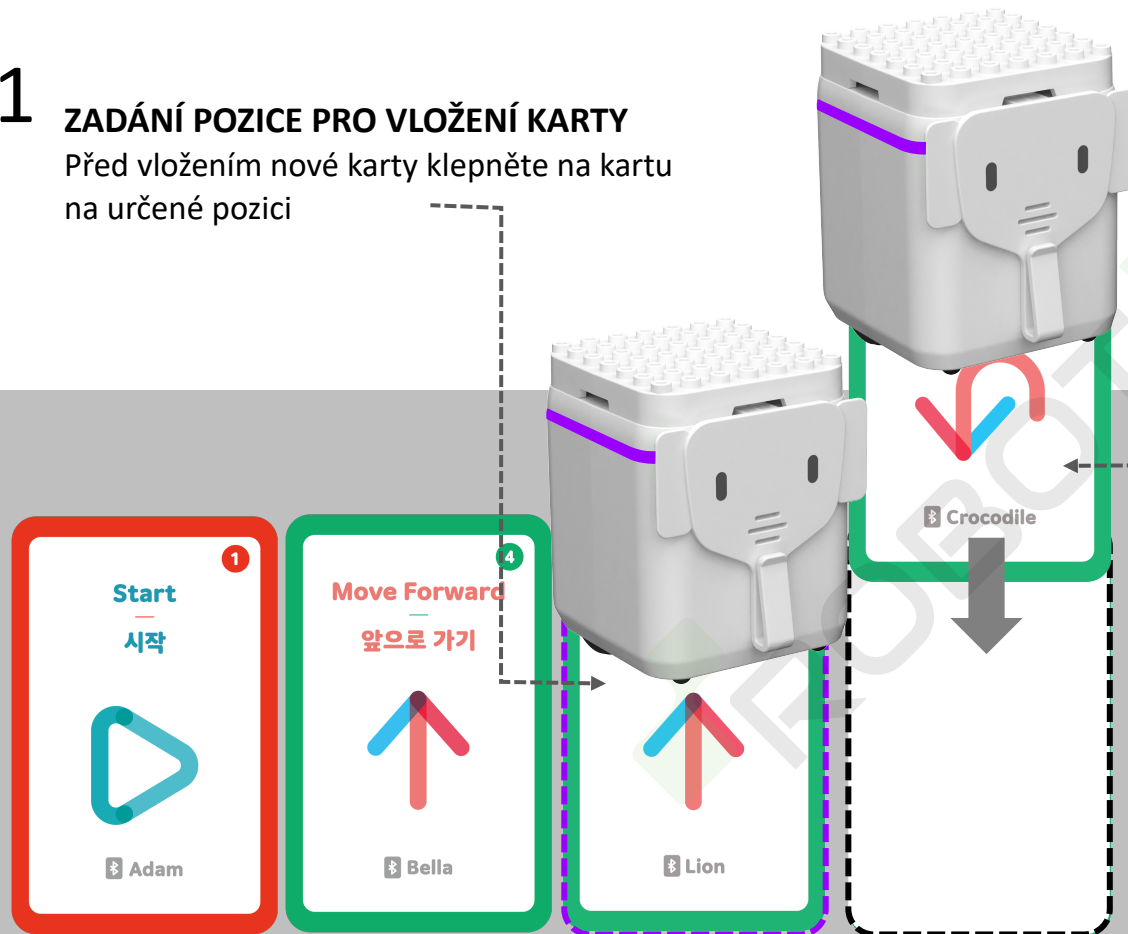 1
ZADÁNÍ POZICE PRO VLOŽENÍ KARTY
Před vložením nové karty klepněte na kartu
na určené pozici
Crocodile
1
Start
시작
Adam
4
Move Forward
앞으로 가기
Bella
Lion
ROBOT